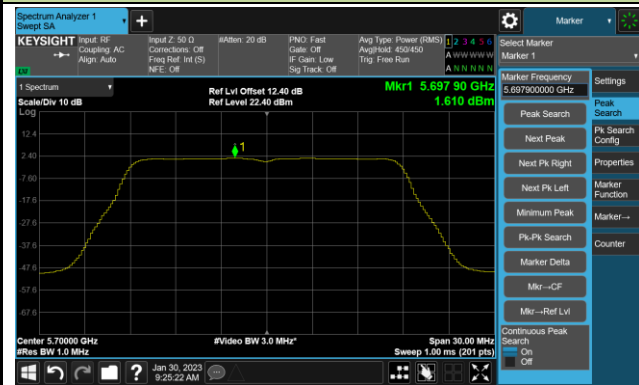 Spectrum Analyzer 1
Swept SA
Marker
KEYSIGHT
Input: RF
Coupling: AC
Align: Auto
Input Z: 50 Ω
Corrections: Off
Freq Ref: Int (S)
NFE: Off
#Atten: 20 dB
PNO: Fast
Gate: Off
IF Gain: Low
Sig Track: Off
Avg Type: Power (RMS)
Avg|Hold: 450/450
Trig: Free Run
1 2 3 4 5 6
A W W W W W
A N N N N N
LXI
Select Marker
Marker 1
1 Spectrum
Scale/Div 10 dB
Log
Ref Lvl Offset 12.40 dB
Ref Level 22.40 dBm
Mkr1 5.697 90 GHz
1.610 dBm
12.4
2.40
-7.60
-17.6
-27.6
-37.6
-47.6
-57.6
-67.6
1
Center 5.70000 GHz
#Res BW 1.0 MHz
#Video BW 3.0 MHz*
Span 30.00 MHz
Sweep 1.00 ms (201 pts)
Marker Frequency
5.697900000 GHz
Peak Search
Next Peak
Next Pk Right
Next Pk Left
Minimum Peak
Pk-Pk Search
Marker Delta
Mkr→CF
Mkr→Ref Lvl
Continuous Peak
Search
On
Off
Settings
Peak
Search
Pk Search
Config
Properties
Marker
Function
Marker→
Counter
Jan 30, 2023
9:25:22 AM